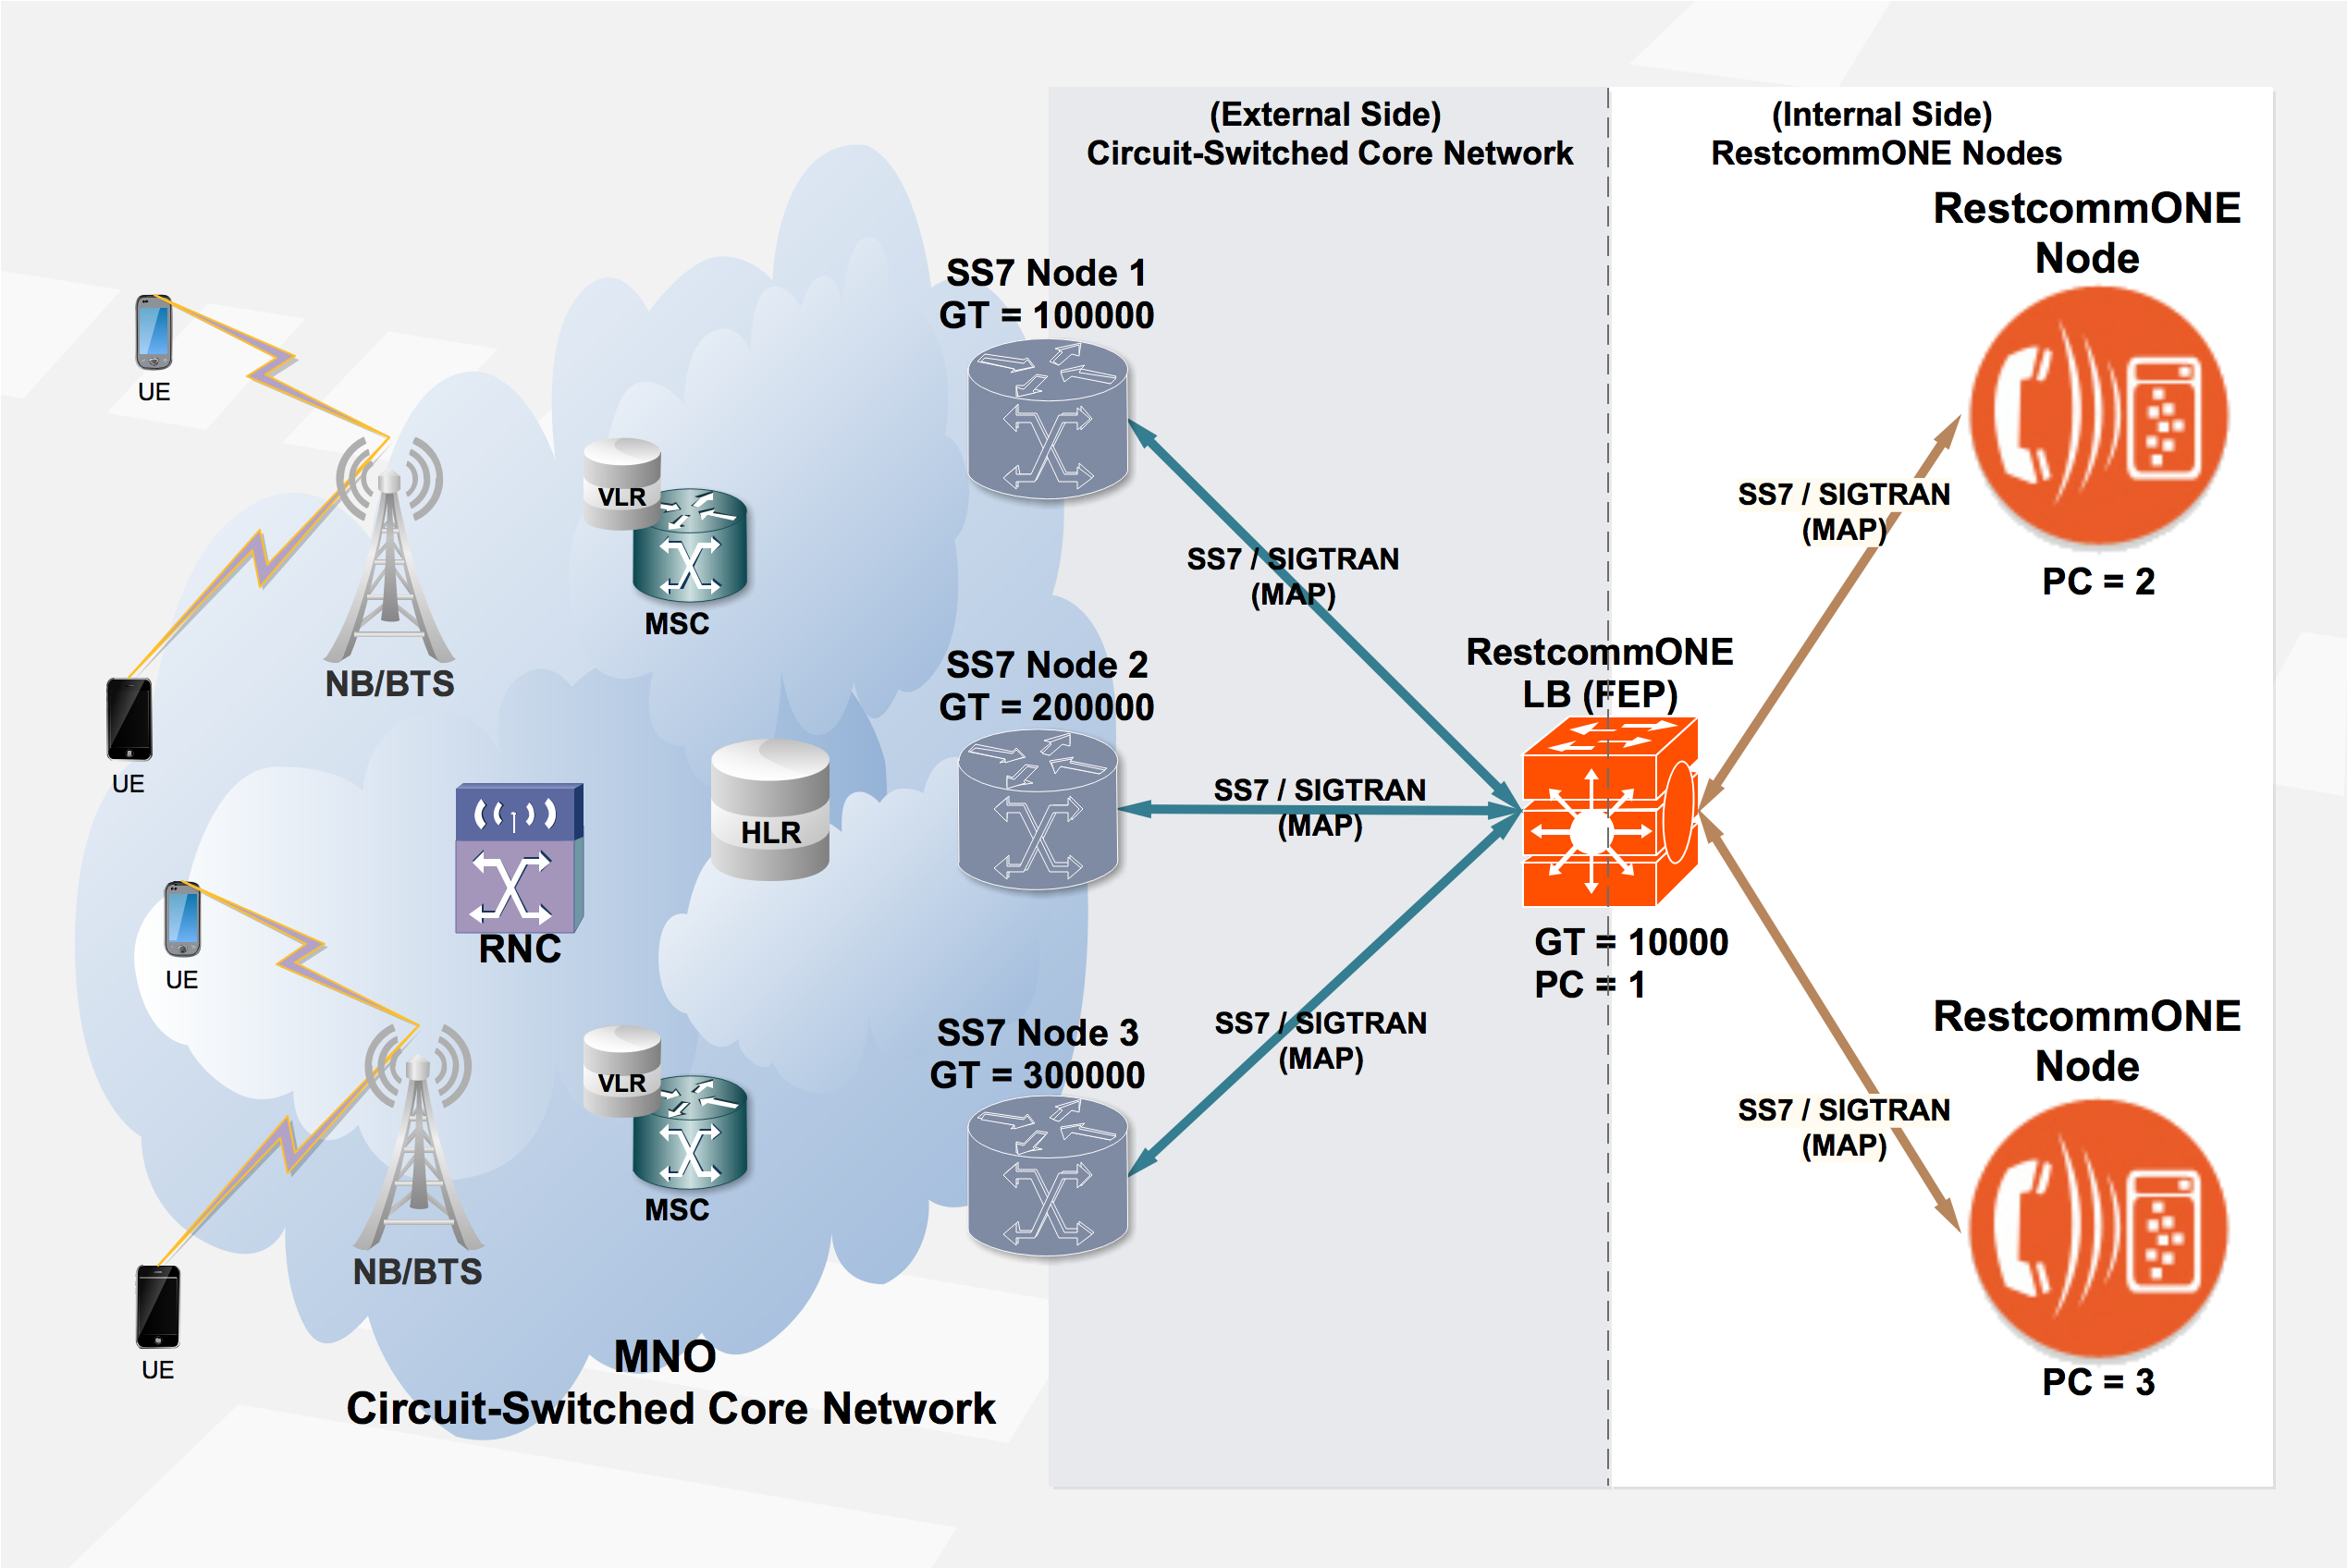 (External Side)
Circuit-Switched Core Network
(Internal Side)
RestcommONE Nodes
RestcommONE
Node
SS7 Node 1
GT = 100000
UE
VLR
MSC
SS7 / SIGTRAN
(MAP)
SS7 / SIGTRAN
(MAP)
PC = 2
NB/BTS
UE
SS7 Node 2
GT = 200000
RestcommONE
LB (FEP)
SS7 / SIGTRAN
(MAP)
HLR
RNC
GT = 10000
PC = 1
UE
SS7 Node 3
GT = 300000
SS7 / SIGTRAN
(MAP)
RestcommONE
Node
VLR
MSC
SS7 / SIGTRAN
(MAP)
NB/BTS
UE
PC = 3
MNO
Circuit-Switched Core Network